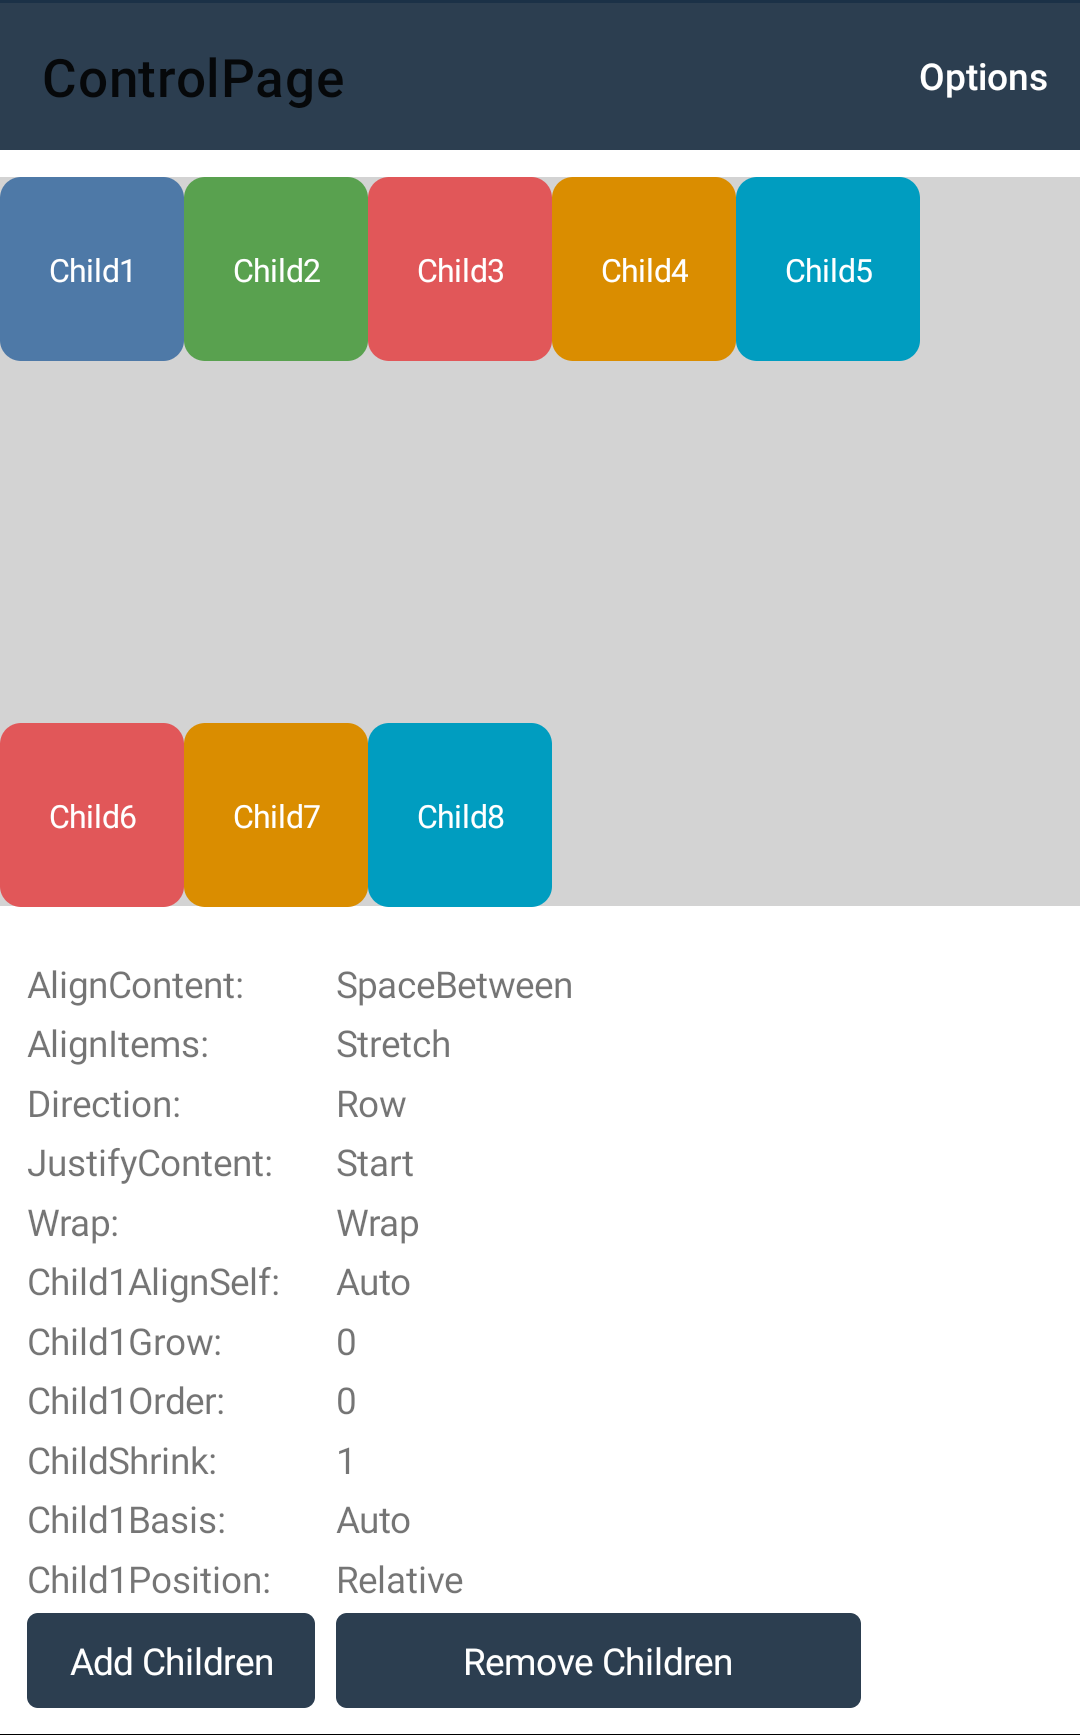 ControlPage Options
Child1 Child2 Child3 Child4 Child5
Child6 Child7 Child8
AlignContent: SpaceBetween
AlignItems: Stretch
Direction: Row
JustifyContent: Start
Wrap: Wrap
Child1AlignSelf: Auto
Child1Grow: 0
Child1Order: 0
ChildShrink: 1
Child1Basis: Auto
Child1Position: Relative
Add Children Remove Children